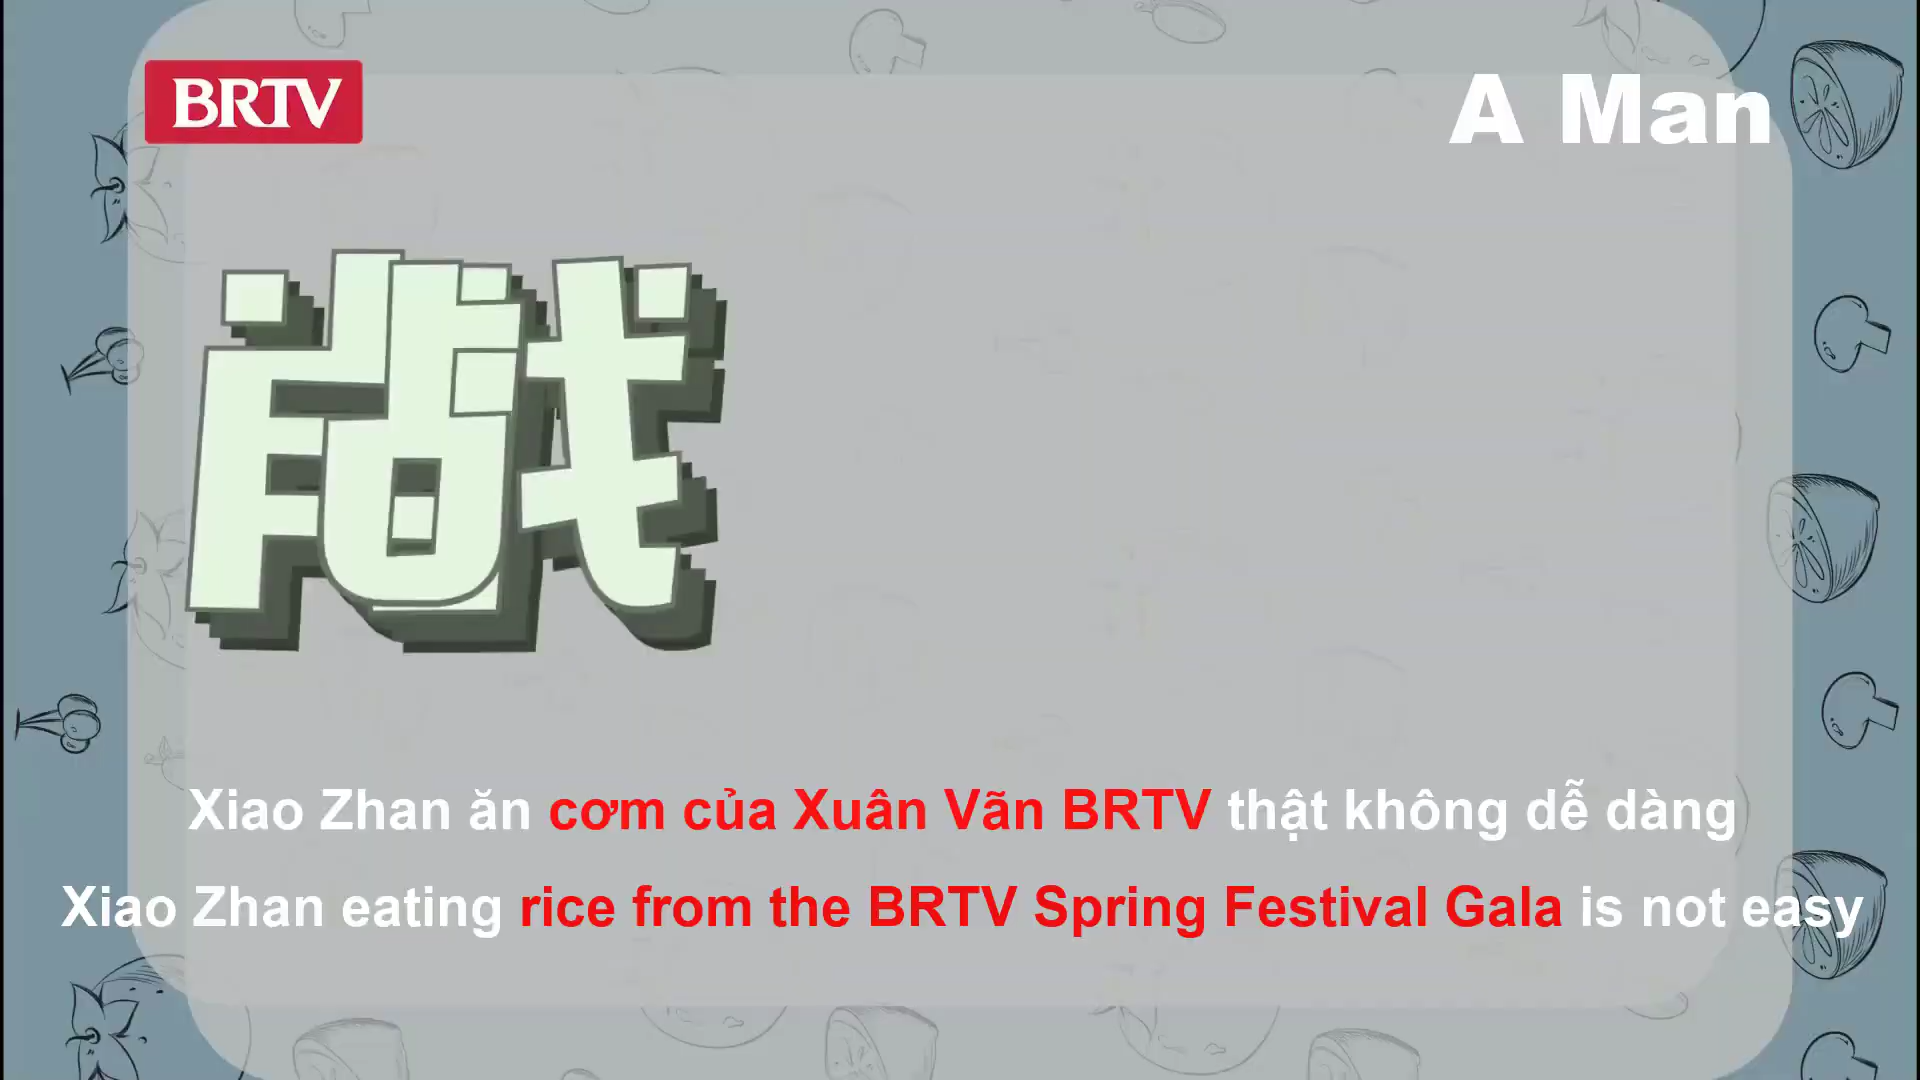 BRTV
A Man
Xiao Zhan ăn cơm của Xuân Vãn BRTV thật không dễ dàng
Xiao Zhan eating rice from the BRTV Spring Festival Gala is not easy